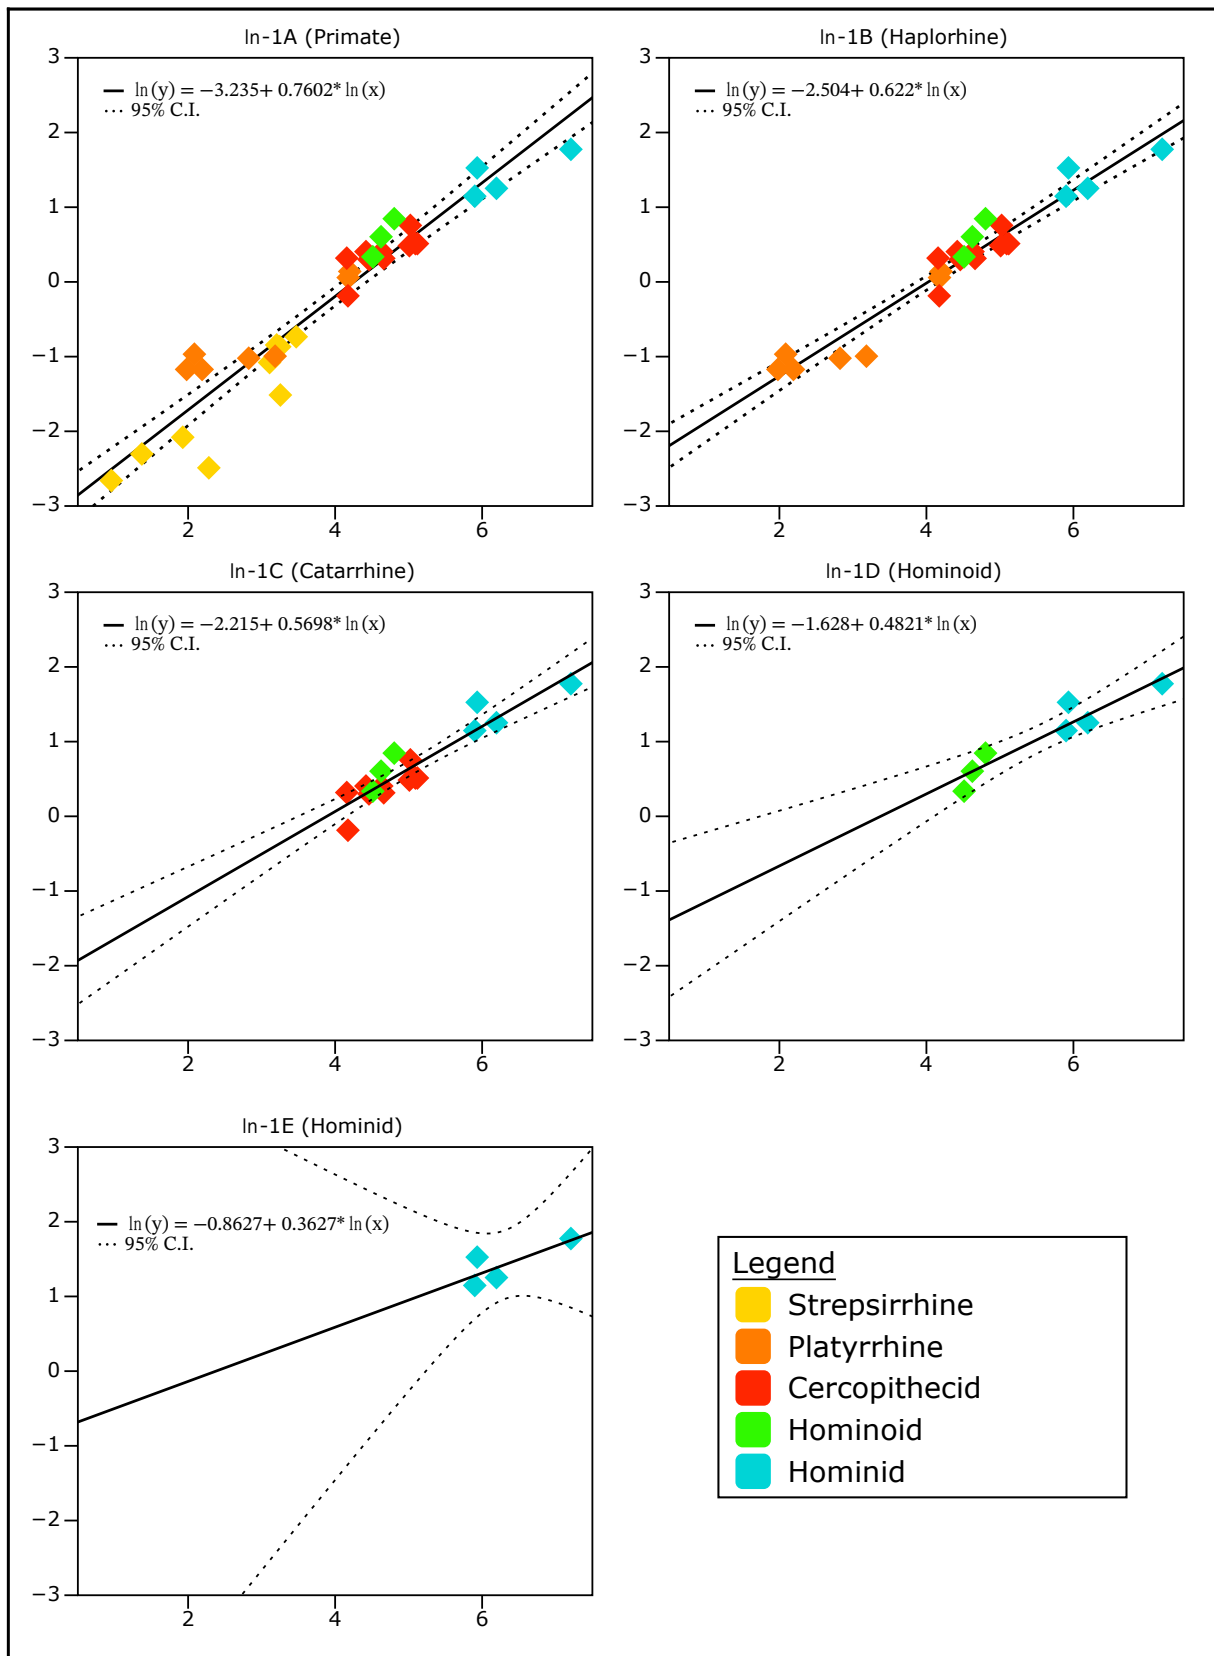 ln-1A (Primate)
ln(y) = −3.235+ 0.7602* ln(x)
95% C.I.
3
2
1
0
−1
−2
−3
2 4 6
ln-1B (Haplorhine)
ln(y) = −2.504+ 0.622* ln(x)
95% C.I.
3
2
1
0
−1
−2
−3
2 4 6
ln-1C (Catarrhine)
ln(y) = −2.215+ 0.5698* ln(x)
95% C.I.
3
2
1
0
−1
−2
−3
2 4 6
ln-1D (Hominoid)
ln(y) = −1.628+ 0.4821* ln(x)
95% C.I.
3
2
1
0
−1
−2
−3
2 4 6
ln-1E (Hominid)
ln(y) = −0.8627+ 0.3627* ln(x)
95% C.I.
3
2
1
0
−1
−2
−3
2 4 6
Legend
Strepsirrhine
Platyrrhine
Cercopithecid
Hominoid
Hominid